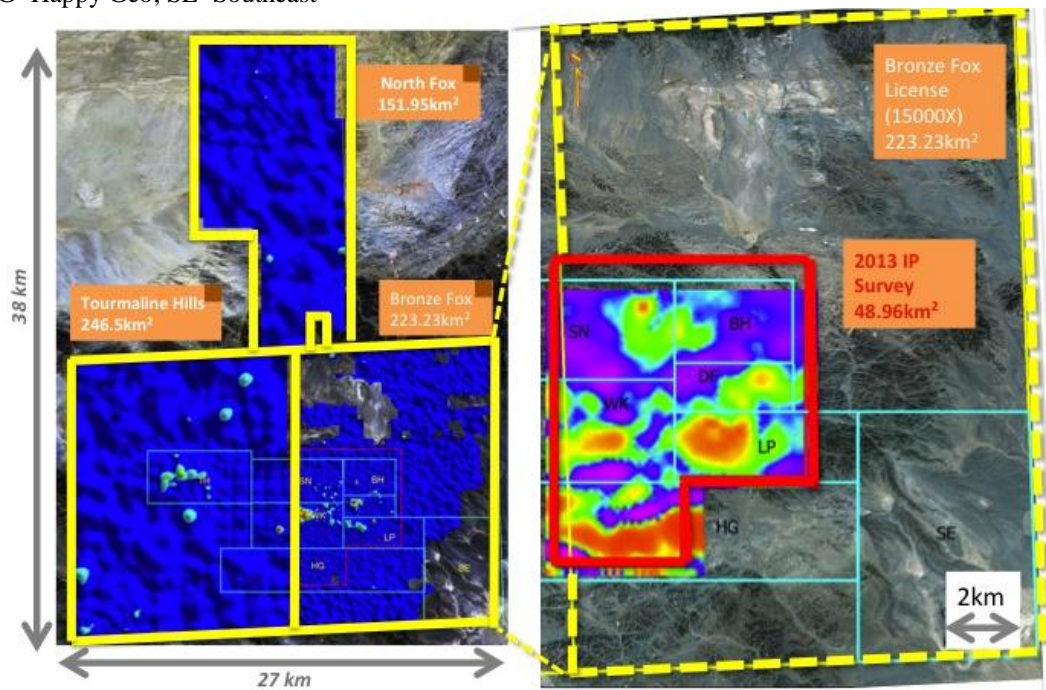 G- Happy Geo; SE- Southeast
North Fox
151.95km²
Tourmaline Hills
246.5km²
Bronze Fox
223.23km²
38 km
27 km
SN
BH
WK
LP
HG
SE
Bronze Fox
License
(15000X)
223.23km²
2013 IP
Survey
48.96km²
SN
BH
DF
WK
LP
HG
SE
2km